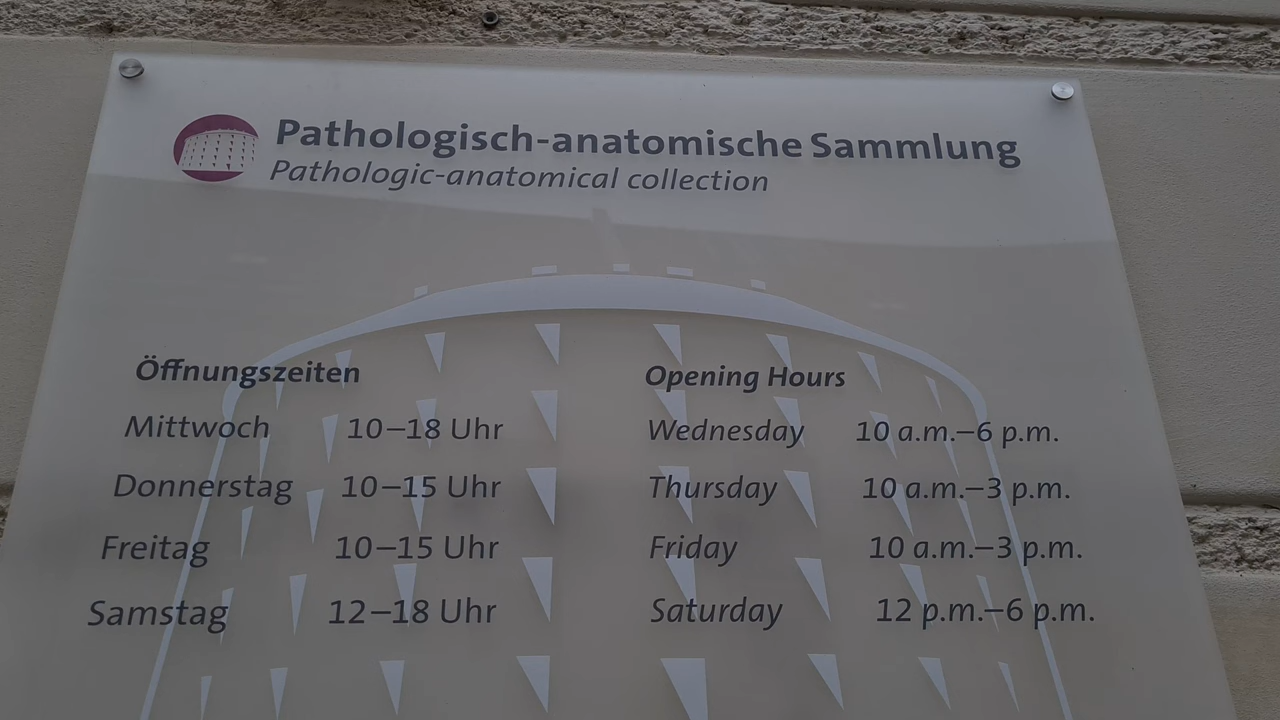 Pathologisch-anatomische Sammlung
Pathologic-anatomical collection
Öffnungszeiten
Mittwoch 10–18 Uhr
Donnerstag 10–15 Uhr
Freitag 10–15 Uhr
Samstag 12–18 Uhr
Opening Hours
Wednesday 10 a.m.–6 p.m.
Thursday 10 a.m.–3 p.m.
Friday 10 a.m.–3 p.m.
Saturday 12 p.m.–6 p.m.